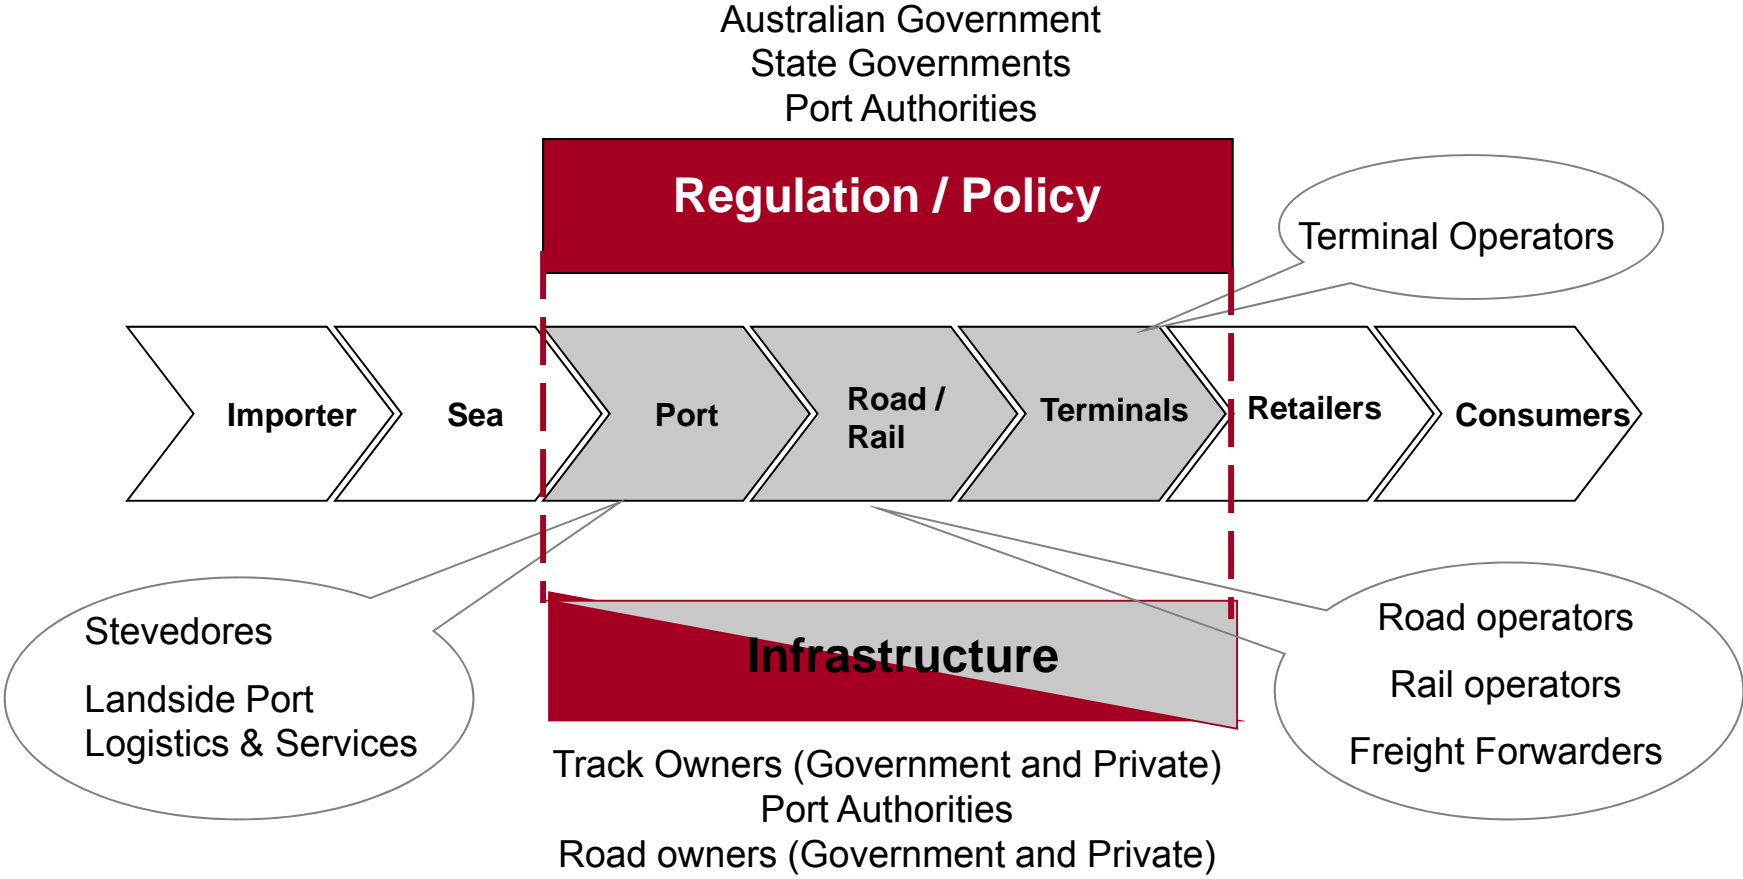 Australian Government
State Governments
Port Authorities
Regulation / Policy
Terminal Operators
Importer
Sea
Port
Road /
Rail
Terminals
Retailers
Consumers
Stevedores
Landside Port
Logistics & Services
Infrastructure
Road operators
Rail operators
Freight Forwarders
Track Owners (Government and Private)
Port Authorities
Road owners (Government and Private)